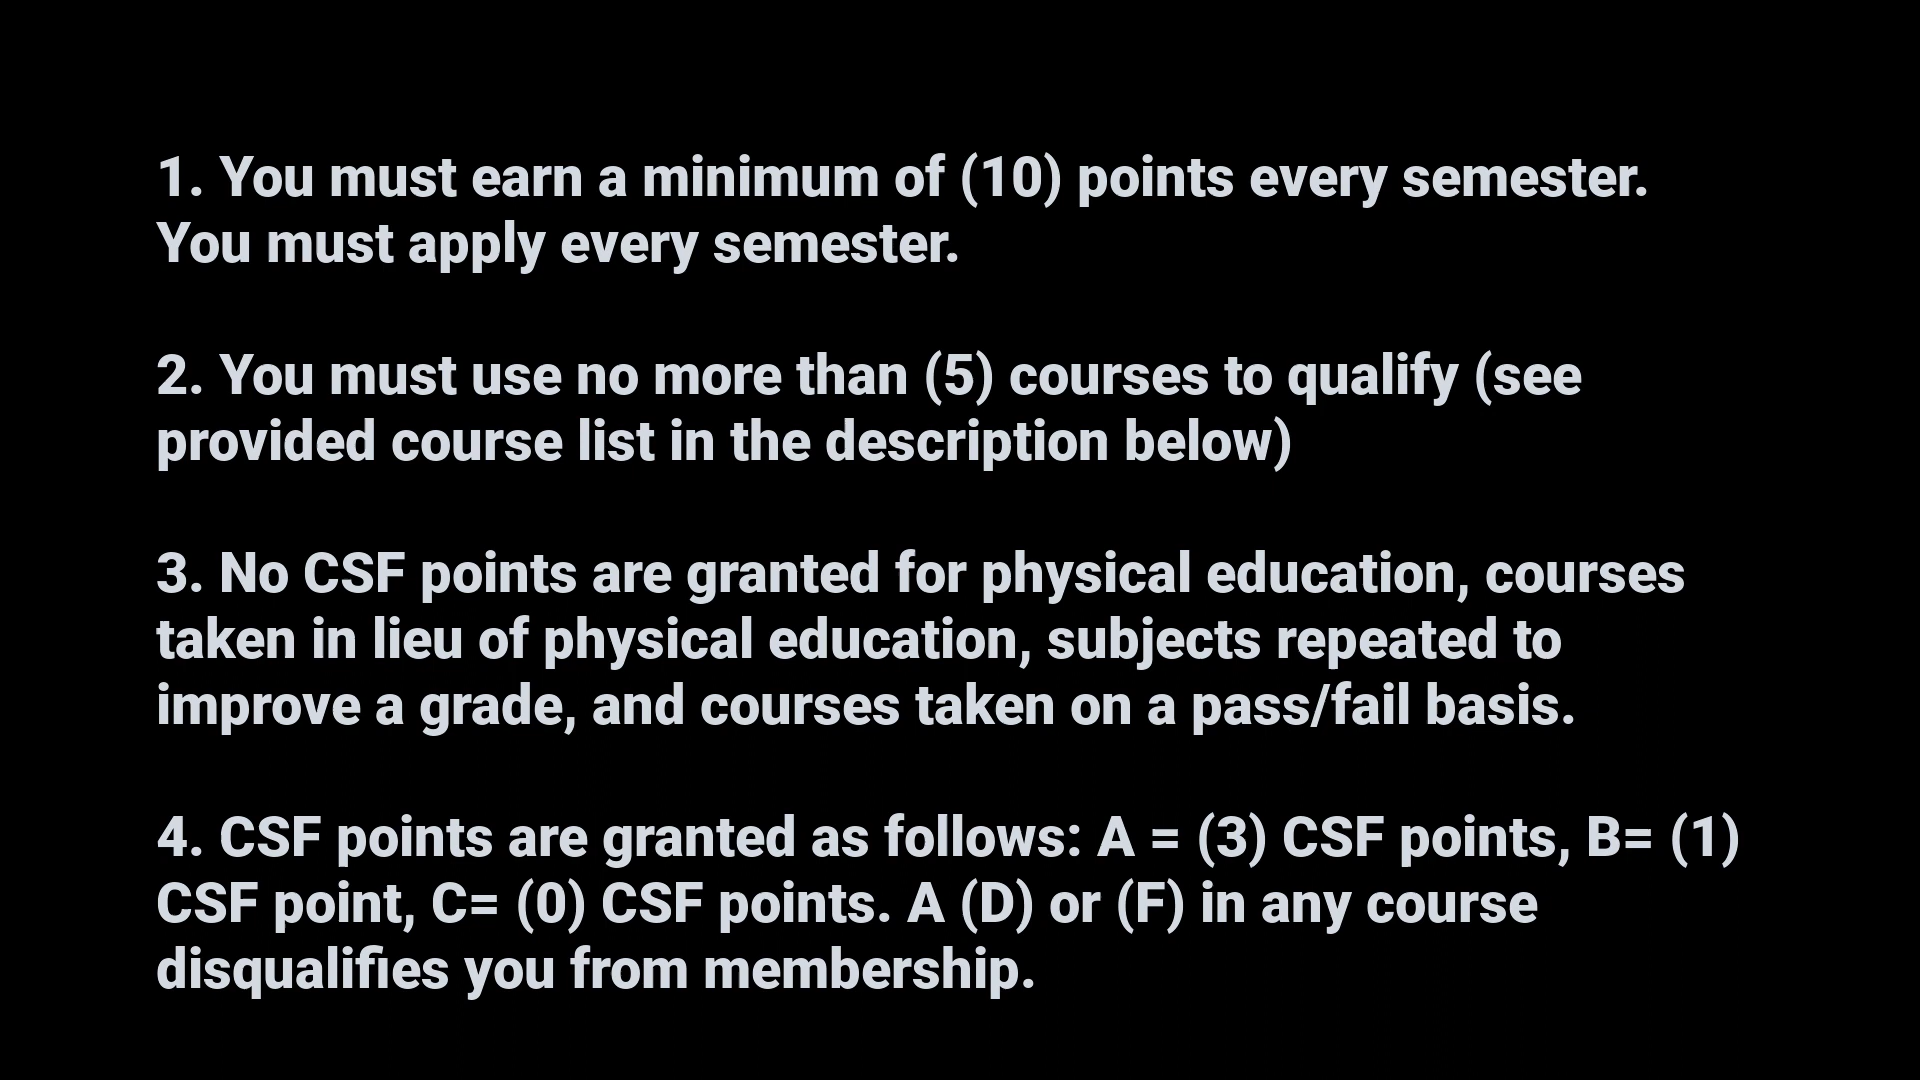 1. You must earn a minimum of (10) points every semester.
You must apply every semester.
2. You must use no more than (5) courses to qualify (see
provided course list in the description below)
3. No CSF points are granted for physical education, courses
taken in lieu of physical education, subjects repeated to
improve a grade, and courses taken on a pass/fail basis.
4. CSF points are granted as follows: A = (3) CSF points, B= (1)
CSF point, C= (0) CSF points. A (D) or (F) in any course
disqualifies you from membership.